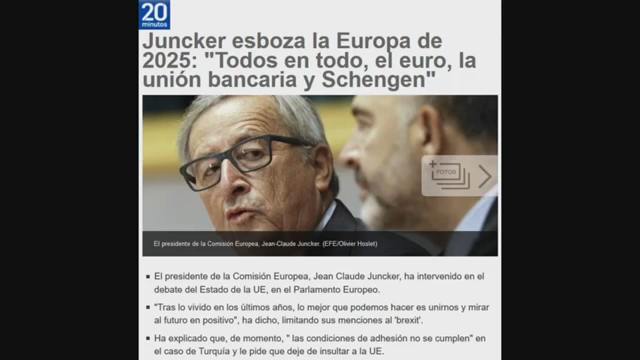 20
minutos
Juncker esboza la Europa de
2025: "Todos en todo, el euro, la
unión bancaria y Schengen"
FOTOS
El presidente de la Comisión Europea, Jean-Claude Juncker. (EFE/Olivier Hoslet)
El presidente de la Comisión Europea, Jean Claude Juncker, ha intervenido en el
debate del Estado de la UE, en el Parlamento Europeo.
"Tras lo vivido en los últimos años, lo mejor que podemos hacer es unirnos y mirar
al futuro en positivo", ha dicho, limitando sus menciones al 'brexit'.
Ha explicado que, de momento, " las condiciones de adhesión no se cumplen" en
el caso de Turquía y le pide que deje de insultar a la UE.